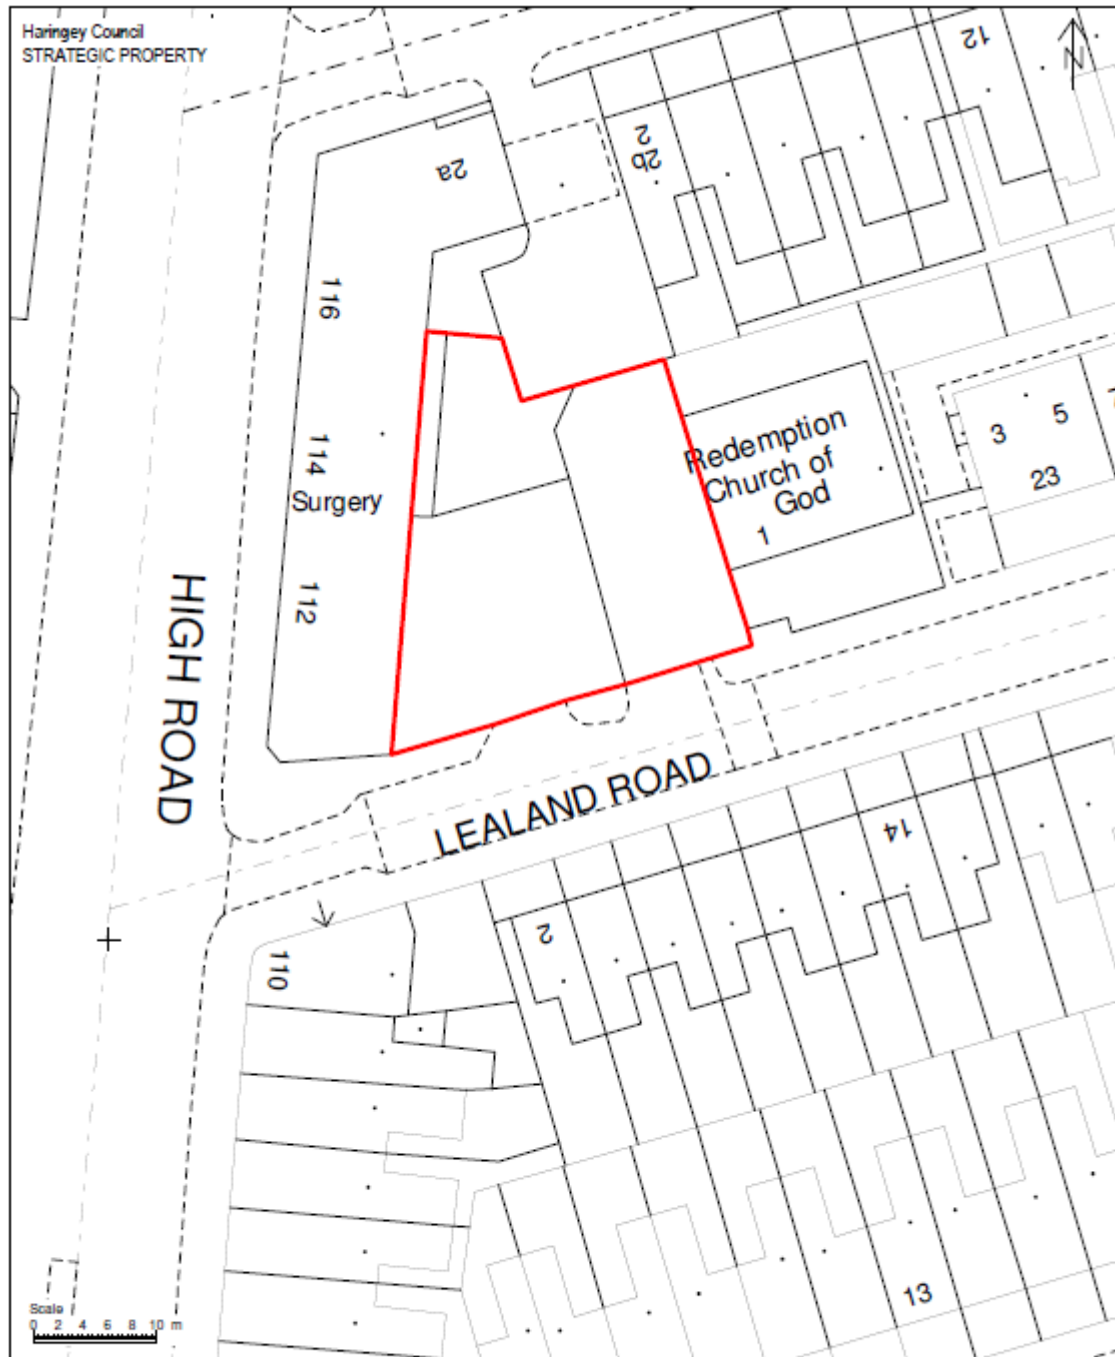 Haringey Council
STRATEGIC PROPERTY
N
12
2
2b
2a
116
114
Surgery
112
Redemption
Church of
God
1
3
5
23
HIGH ROAD
LEALAND ROAD
14
2
110
13
Scale
0 2 4 6 8 10 m